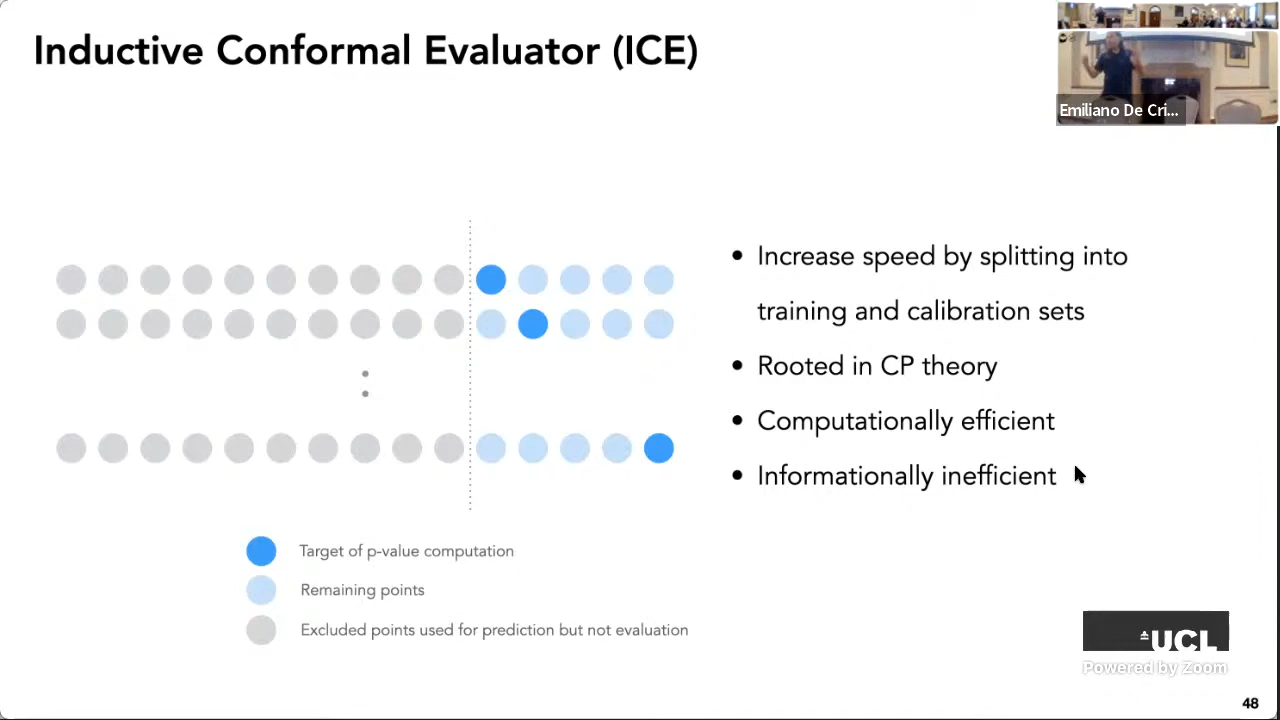 Inductive Conformal Evaluator (ICE)
Emiliano De Cri...
• Increase speed by splitting into
training and calibration sets
• Rooted in CP theory
• Computationally efficient
• Informationally inefficient
Target of p-value computation
Remaining points
Excluded points used for prediction but not evaluation
UCL
Powered by Zoom
48